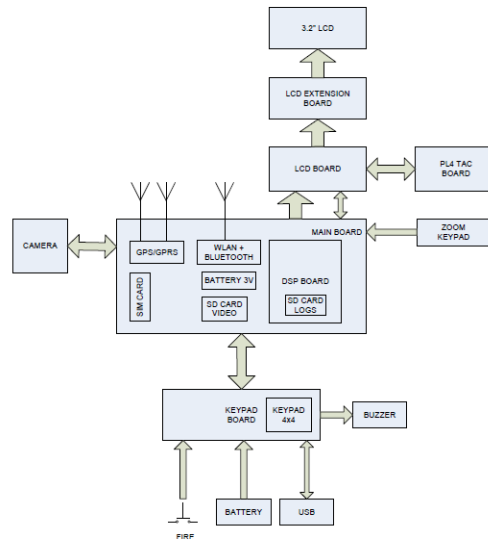 3.2" LCD
LCD EXTENSION
BOARD
LCD BOARD
PL4 TAC
BOARD
MAIN BOARD
ZOOM
KEYPAD
CAMERA
GPS/GPRS
WLAN +
BLUETOOTH
BATTERY 3V
SIM CARD
SD CARD
VIDEO
DSP BOARD
SD CARD
LOGS
KEYPAD
BOARD
KEYPAD
4x4
BUZZER
BATTERY
USB
FIRE